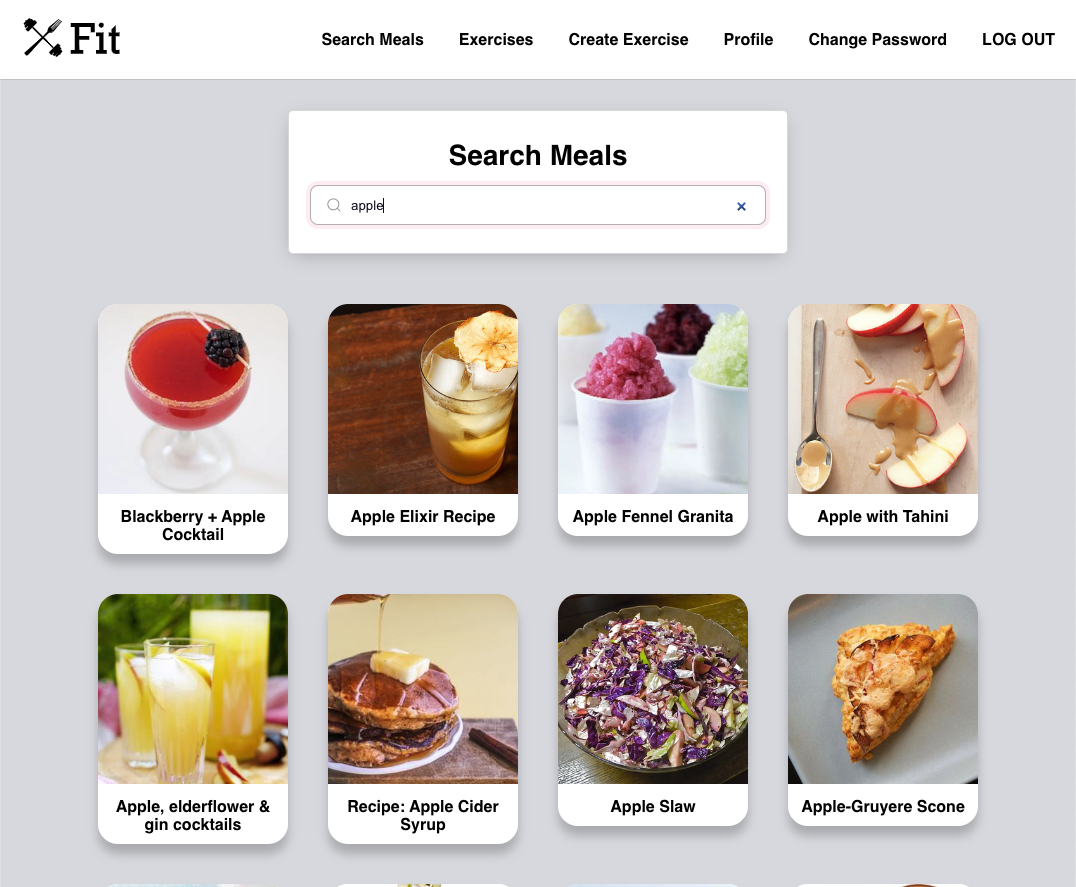 Fit
Search Meals
Exercises
Create Exercise
Profile
Change Password
LOG OUT
Search Meals
apple
×
Blackberry + Apple
Cocktail
Apple Elixir Recipe
Apple Fennel Granita
Apple with Tahini
Apple, elderflower &
gin cocktails
Recipe: Apple Cider
Syrup
Apple Slaw
Apple-Gruyere Scone